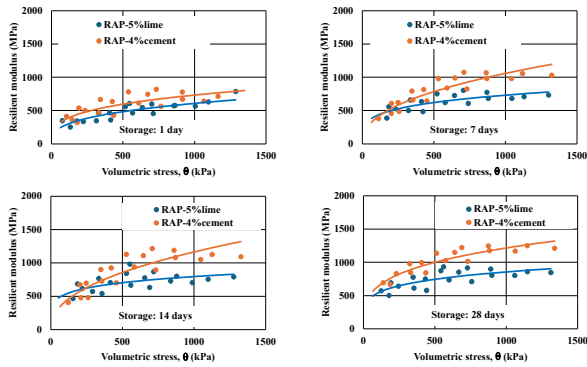 2000
1500
1000
500
0
Resilient modulus (MPa)
RAP-5%lime
RAP-4%cement
Storage: 1 day
0 500 1000 1500
Volumetric stress, θ (kPa)
2000
1500
1000
500
0
Resilient modulus (MPa)
RAP-5%lime
RAP-4%cement
Storage: 7 days
0 500 1000 1500
Volumetric stress, θ (kPa)
2000
1500
1000
500
0
Resilient modulus (MPa)
RAP-5%lime
RAP-4%cement
Storage: 14 days
0 500 1000 1500
Volumetric stress, θ (kPa)
2000
1500
1000
500
0
Resilient modulus (MPa)
RAP-5%lime
RAP-4%cement
Storage: 28 days
0 500 1000 1500
Volumetric stress, θ (kPa)